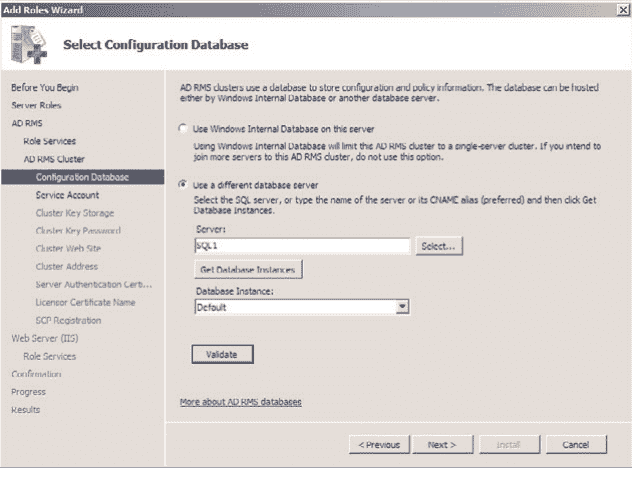 Add Roles Wizard
Select Configuration Database
Before You Begin
Server Roles
AD RMS
Role Services
AD RMS Cluster
Configuration Database
Service Account
Cluster Key Storage
Cluster Key Password
Cluster Web Site
Cluster Address
Server Authentication Certi...
Licensor Certificate Name
SCP Registration
Web Server (IIS)
Role Services
Confirmation
Progress
Results
AD RMS clusters use a database to store configuration and policy information. The database can be hosted
either by Windows Internal Database or another database server.
Use Windows Internal Database on this server
Using Windows Internal Database will limit this AD RMS cluster to a single-server cluster. If you intend to
join more servers to this AD RMS cluster, do not use this option.
Use a different database server
Select the SQL server, or type the name of the server or its CNAME alias (preferred) and then click Get
Database Instances.
Server:
SQL1
Select...
Get Database Instances
Database Instance:
Default
Validate
More about AD RMS databases
< Previous
Next >
Install
Cancel